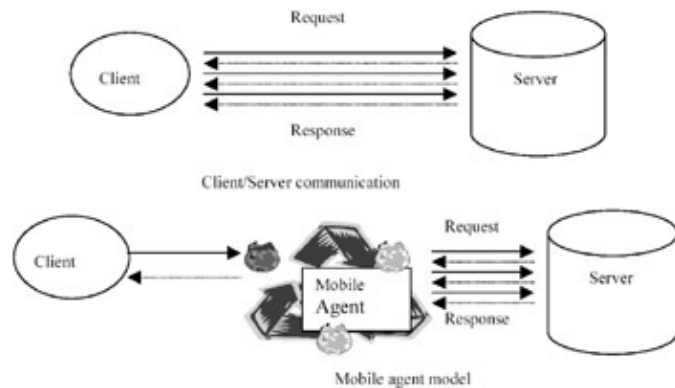 Request
Client
Server
Response
Client/Server communication
Request
Client
Mobile
Agent
Server
Response
Mobile agent model